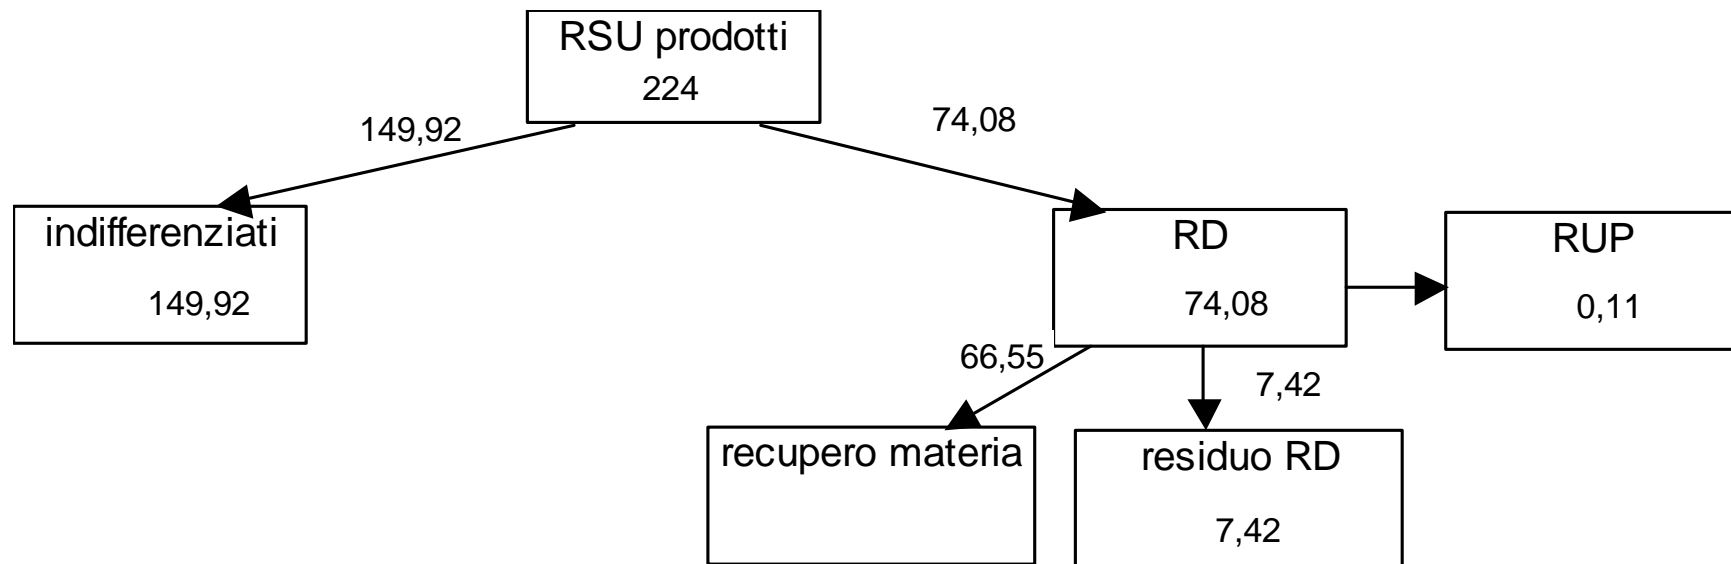 RSU prodotti
224
149,92
74,08
indifferenziati
149,92
RD
74,08
RUP
0,11
66,55
7,42
recupero materia
residuo RD
7,42